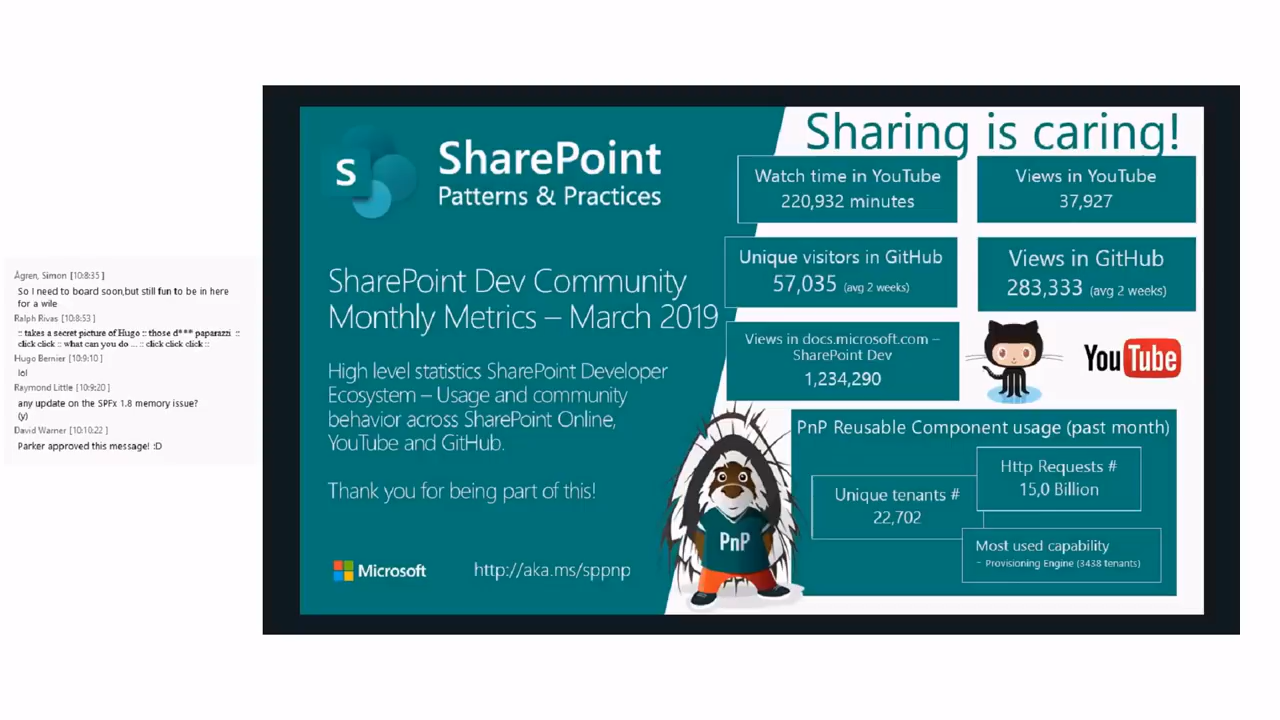 Ågren, Simon [10:8:35 ]
So I need to board soon,but still fun to be in here
for a wile
Ralph Rivas [10:8:53 ]
:: takes a secret picture of Hugo :: those d*** paparazzi ::
click click :: what can you do ... :: click click click ::
Hugo Bernier [10:9:10 ]
lol
Raymond Little [10:9:20 ]
any update on the SPFx 1.8 memory issue?
(y)
David Warner [10:10:22 ]
Parker approved this message! :D
S
SharePoint
Patterns & Practices
SharePoint Dev Community
Monthly Metrics – March 2019
High level statistics SharePoint Developer
Ecosystem – Usage and community
behavior across SharePoint Online,
YouTube and GitHub.
Thank you for being part of this!
Microsoft
http://aka.ms/sppnp
Sharing is caring!
Watch time in YouTube
220,932 minutes
Views in YouTube
37,927
Unique visitors in GitHub
57,035 (avg 2 weeks)
Views in GitHub
283,333 (avg 2 weeks)
Views in docs.microsoft.com –
SharePoint Dev
1,234,290
YouTube
PnP
PnP Reusable Component usage (past month)
Unique tenants #
22,702
Http Requests #
15,0 Billion
Most used capability
- Provisioning Engine (3438 tenants)